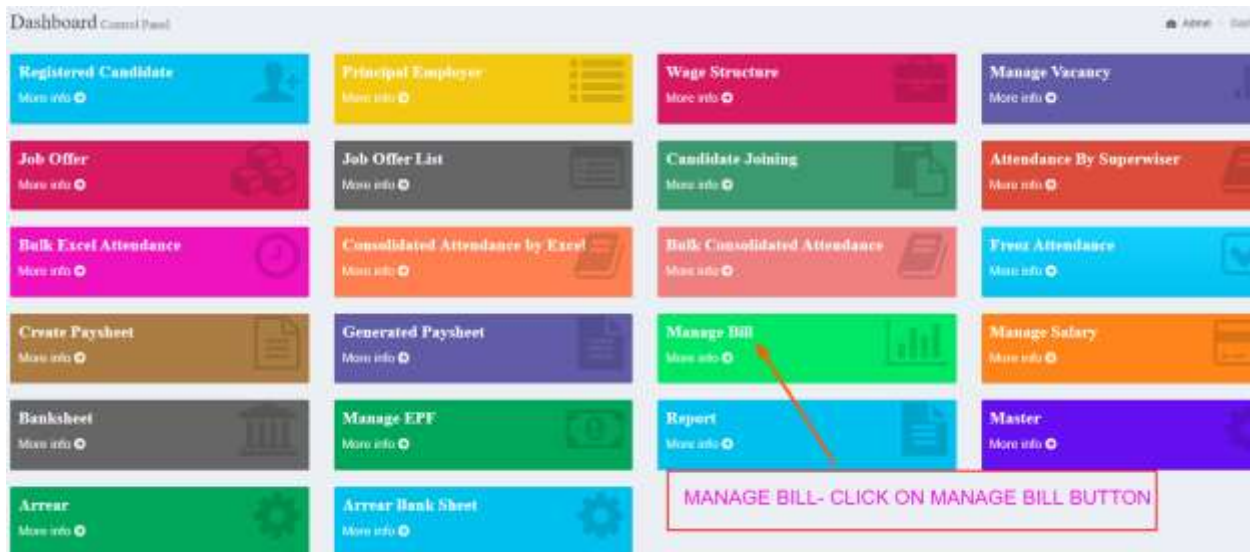 Dashboard Control Panel
Admin
Registered Candidate
More info
Principal Employer
More info
Wage Structure
More info
Manage Vacancy
More info
Job Offer
More info
Job Offer List
More info
Candidate Joining
More info
Attendance By Superwiser
More info
Bulk Excel Attendance
More info
Consolidated Attendance by Excel
More info
Bulk Consolidated Attendance
More info
Freez Attendance
More info
Create Paysheet
More info
Generated Paysheet
More info
Manage Bill
More info
Manage Salary
More info
Banksheet
More info
Manage EPF
More info
Report
More info
Master
More info
Arrear
More info
Arrear Bank Sheet
More info
MANAGE BILL- CLICK ON MANAGE BILL BUTTON